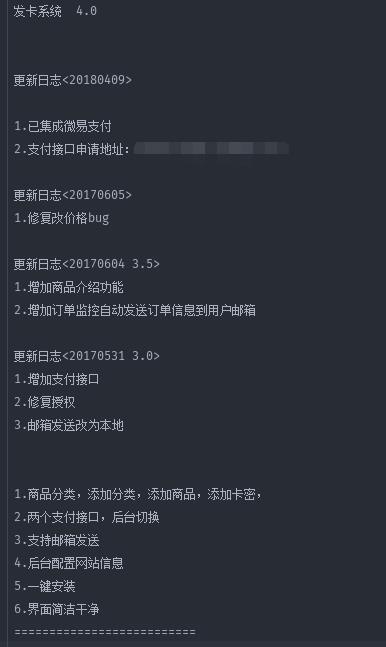 发卡系统  4.0
更新日志<20180409>
1.已集成微易支付
2.支付接口申请地址：
更新日志<20170605>
1.修复改价格bug
更新日志<20170604 3.5>
1.增加商品介绍功能
2.增加订单监控自动发送订单信息到用户邮箱
更新日志<20170531 3.0>
1.增加支付接口
2.修复授权
3.邮箱发送改为本地
1.商品分类，添加分类，添加商品，添加卡密，
2.两个支付接口，后台切换
3.支持邮箱发送
4.后台配置网站信息
5.一键安装
6.界面简洁干净
==========================